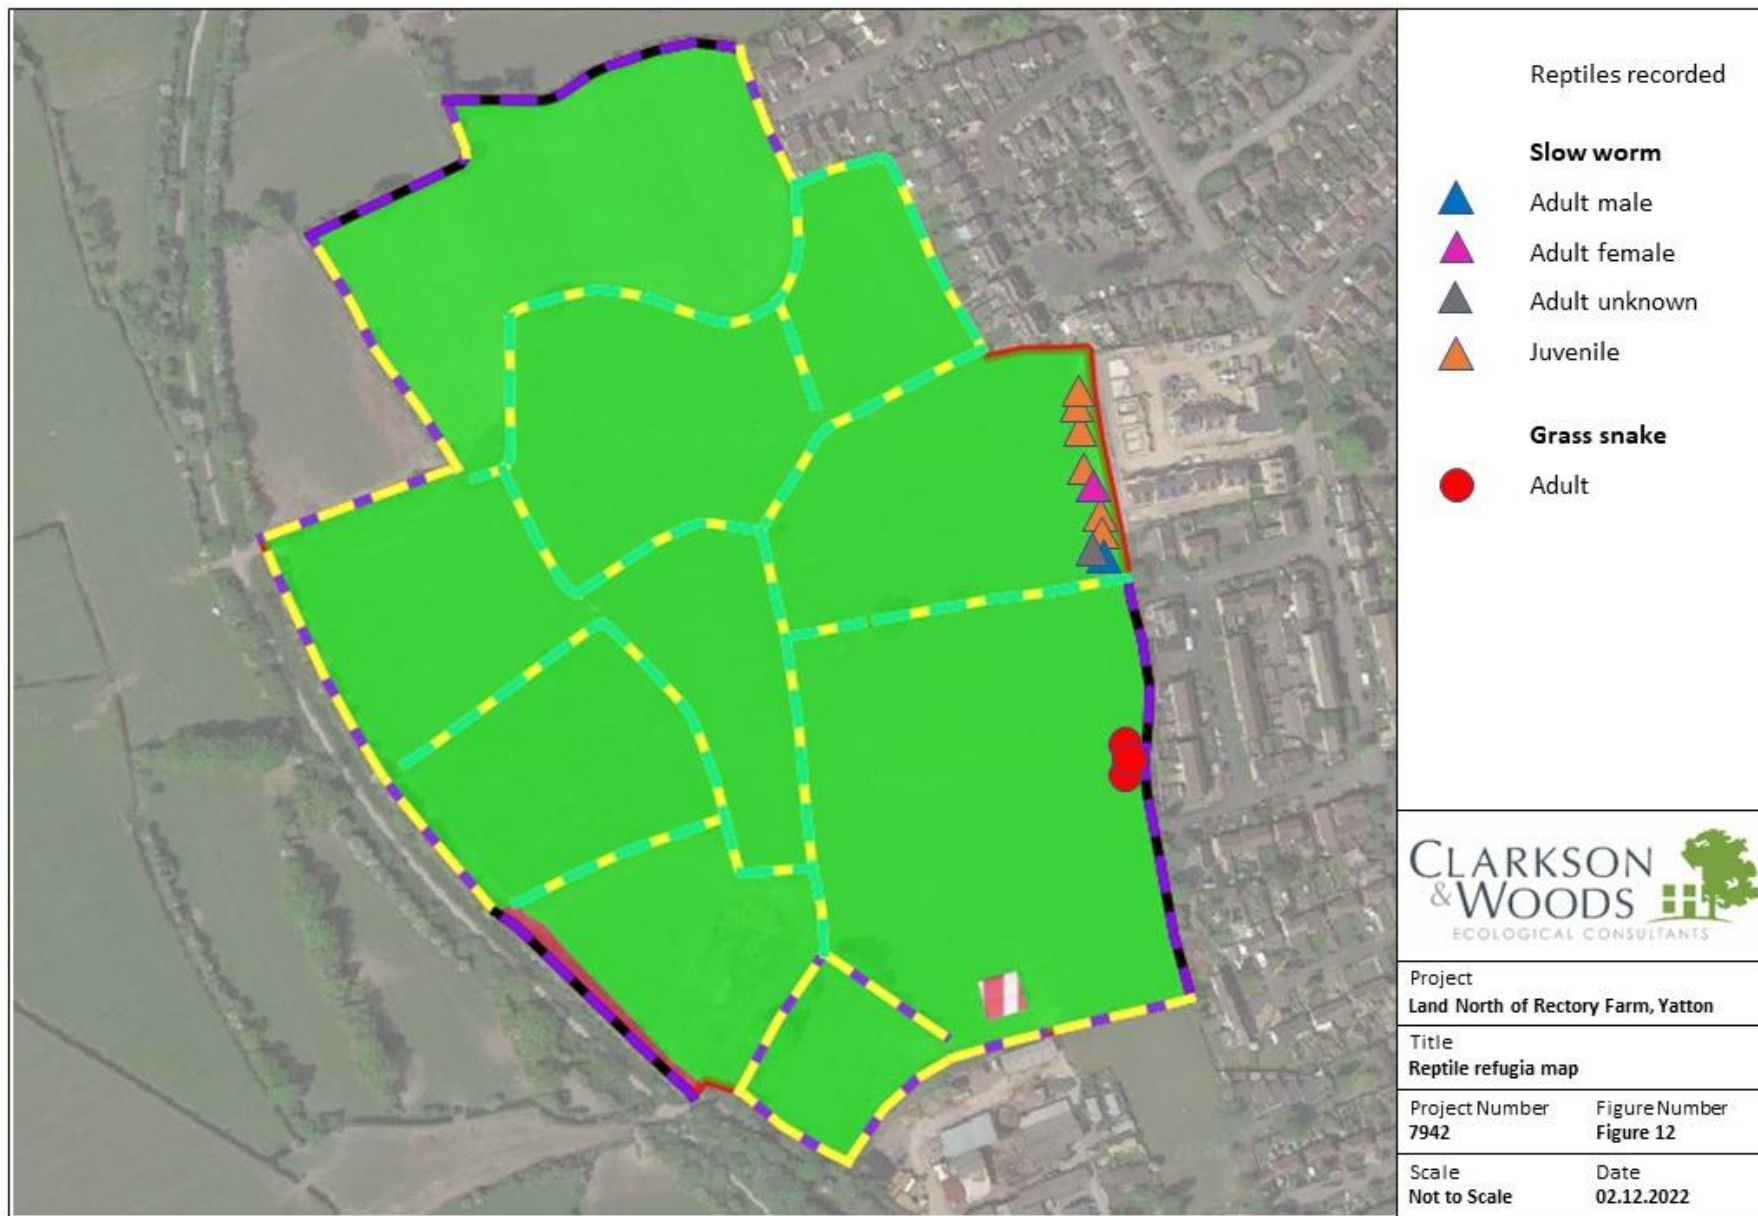 Reptiles recorded
Slow worm
Adult male
Adult female
Adult unknown
Juvenile
Grass snake
Adult
CLARKSON
& WOODS
ECOLOGICAL CONSULTANTS
Project
Land North of Rectory Farm, Yatton
Title
Reptile refugia map
Project Number
7942
Figure Number
Figure 12
Scale
Not to Scale
Date
02.12.2022